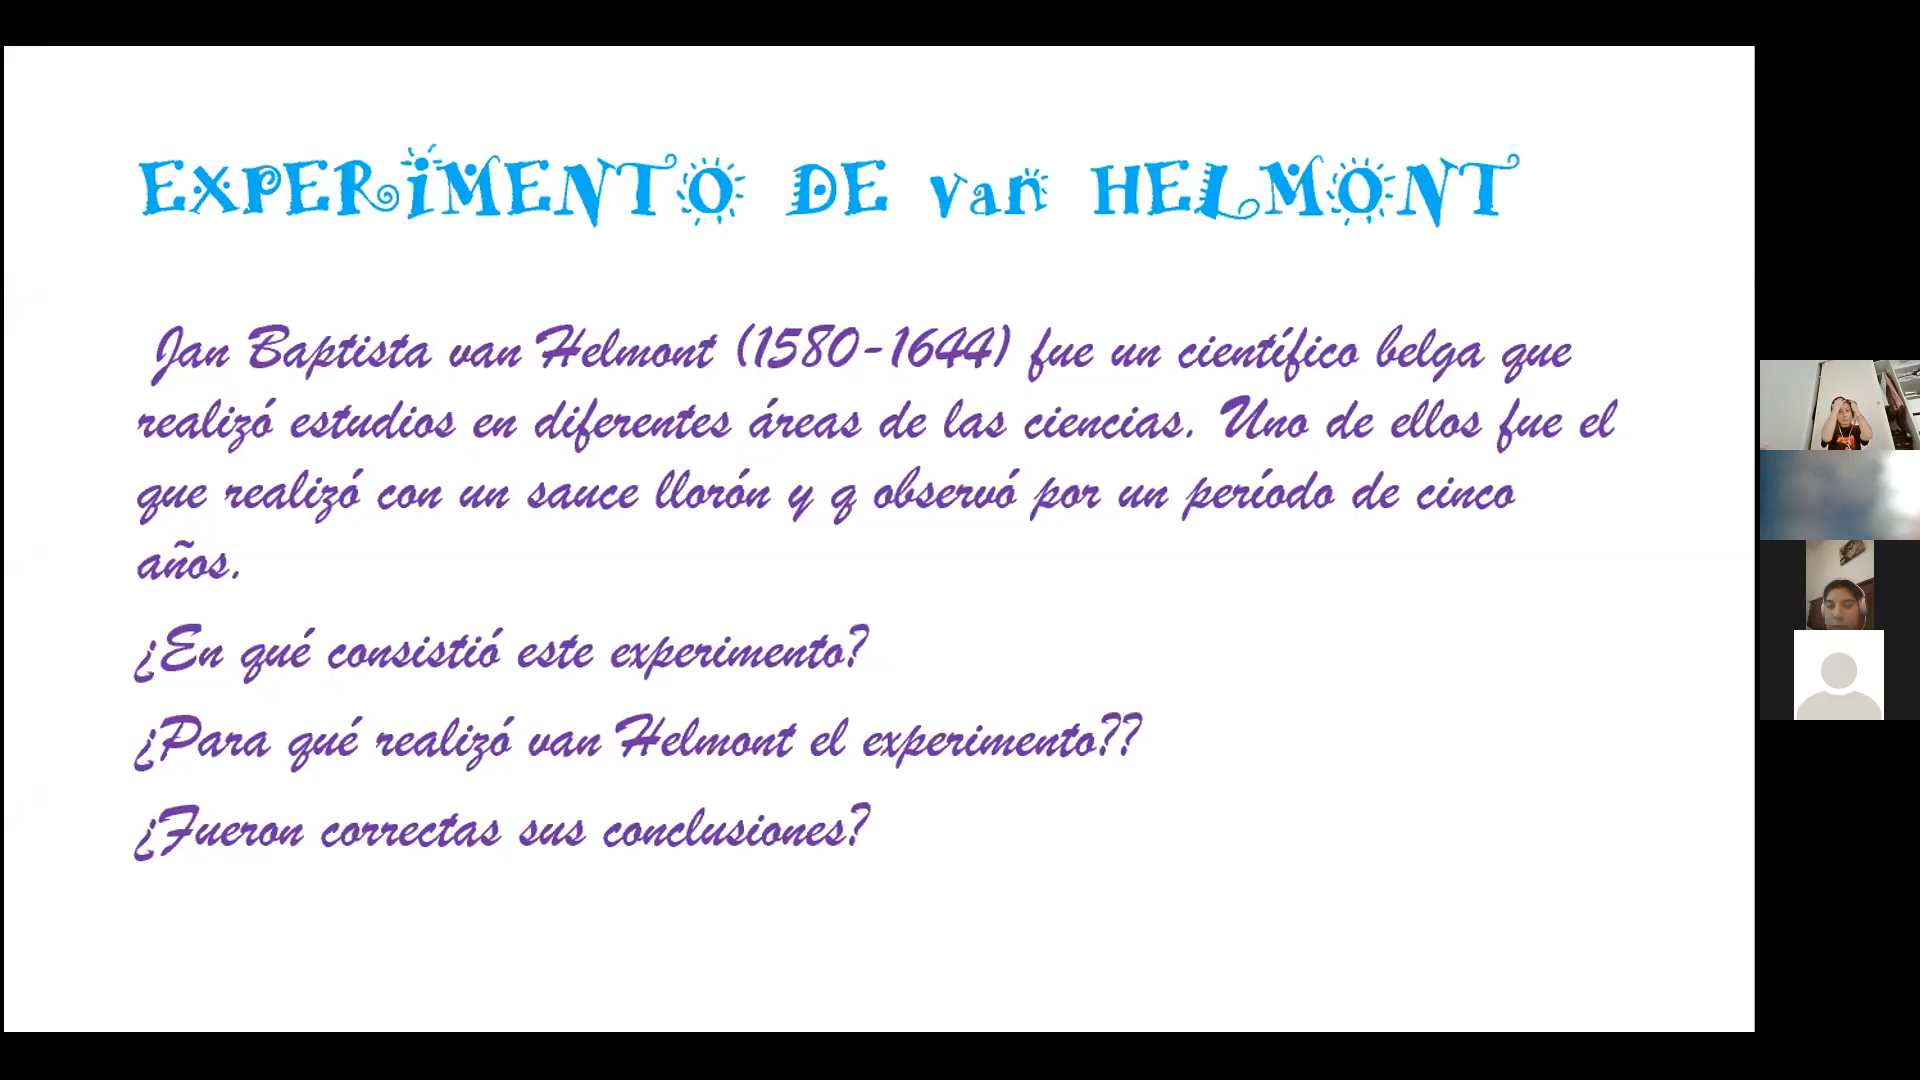 EXPERIMENTO DE van HELMONT
Jan Baptista van Helmont (1580-1644) fue un científico belga que
realizó estudios en diferentes áreas de las ciencias. Uno de ellos fue el
que realizó con un sauce llorón y q observó por un período de cinco
años.
¿En qué consistió este experimento?
¿Para qué realizó van Helmont el experimento??
¿Fueron correctas sus conclusiones?